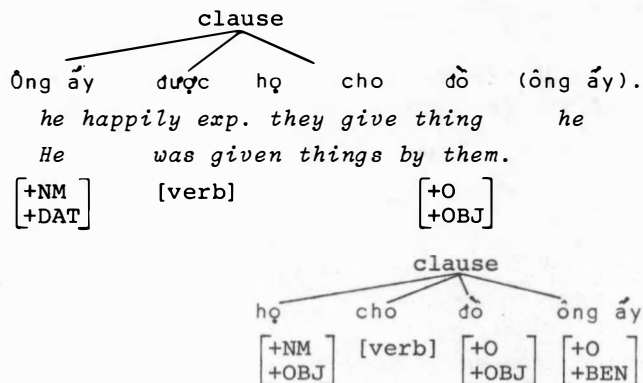 clause
Ông ấy được họ cho đồ (ông ấy).
he happily exp. they give thing he
He was given things by them.
[+NM [verb] [+O
+DAT] +OBJ]
clause
họ cho đồ ông ấy
[+NM [verb] [+O [+O
+OBJ] +OBJ] +BEN]